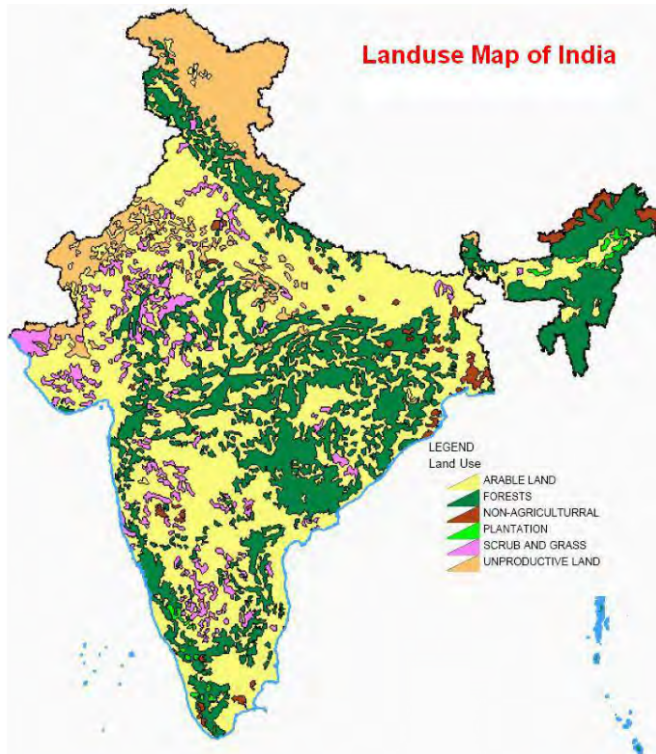 Landuse Map of India
LEGEND
Land Use
ARABLE LAND
FORESTS
NON-AGRICULTURRAL
PLANTATION
SCRUB AND GRASS
UNPRODUCTIVE LAND